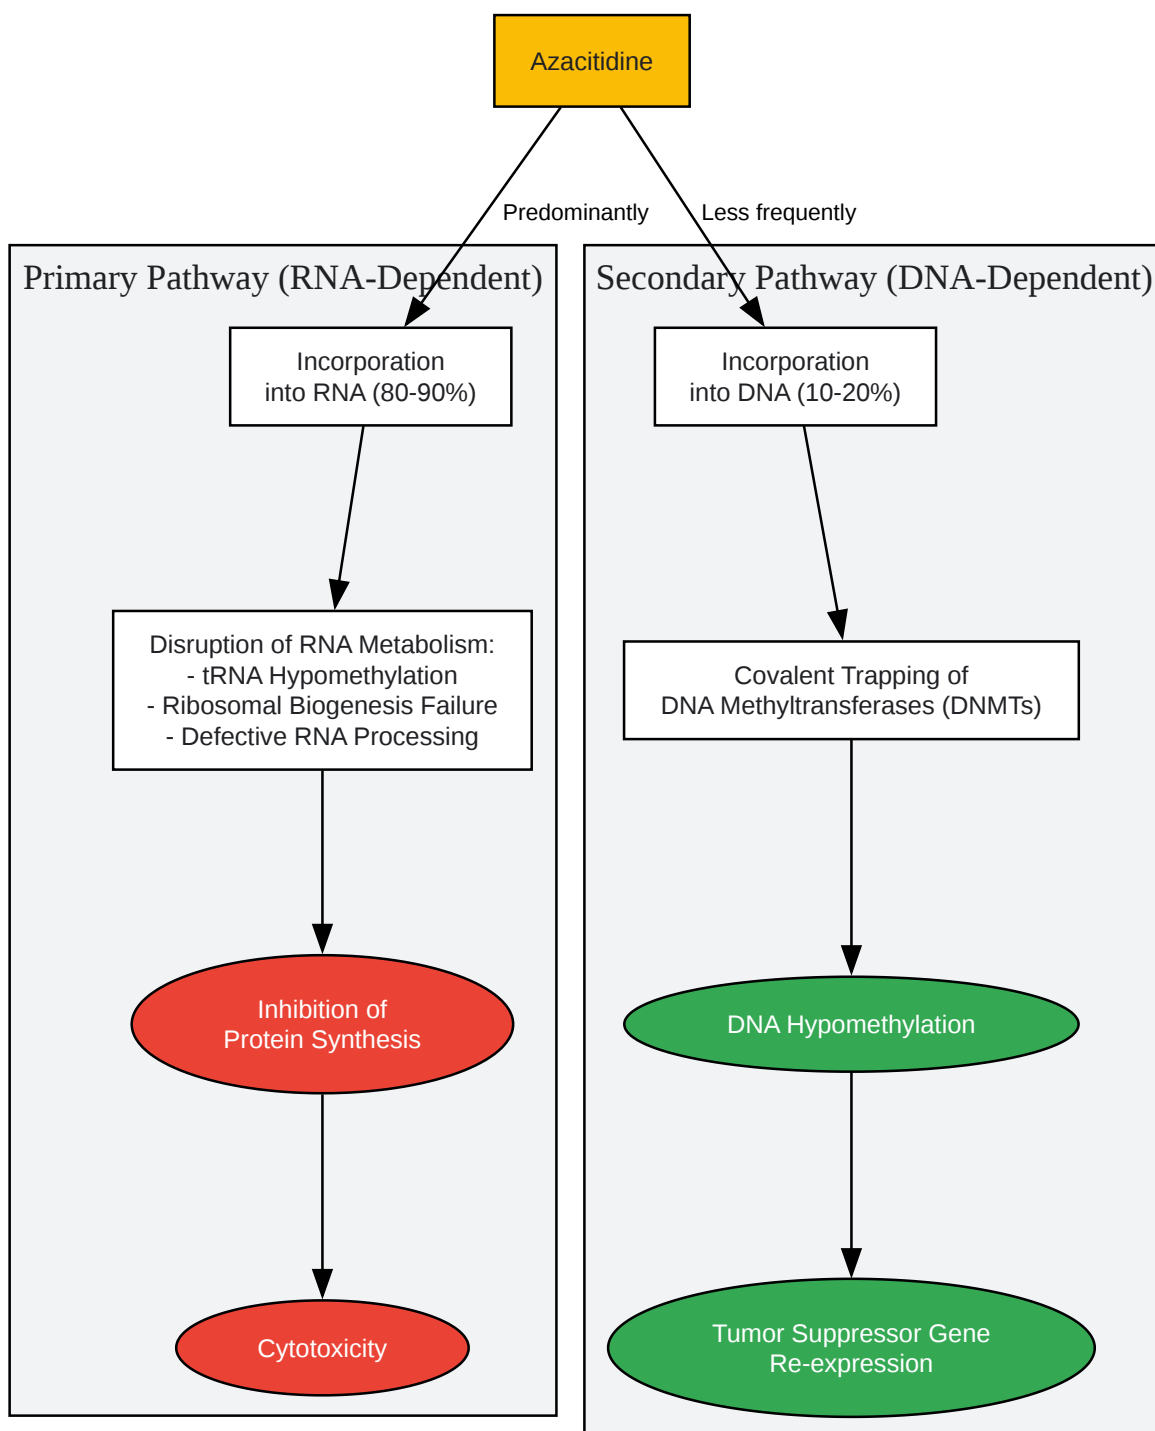 Azacitidine
Predominantly
Less frequently
Primary Pathway (RNA-Dependent)
Incorporation
into RNA (80-90%)
Disruption of RNA Metabolism:
- tRNA Hypomethylation
- Ribosomal Biogenesis Failure
- Defective RNA Processing
Inhibition of
Protein Synthesis
Cytotoxicity
Secondary Pathway (DNA-Dependent)
Incorporation
into DNA (10-20%)
Covalent Trapping of
DNA Methyltransferases (DNMTs)
DNA Hypomethylation
Tumor Suppressor Gene
Re-expression